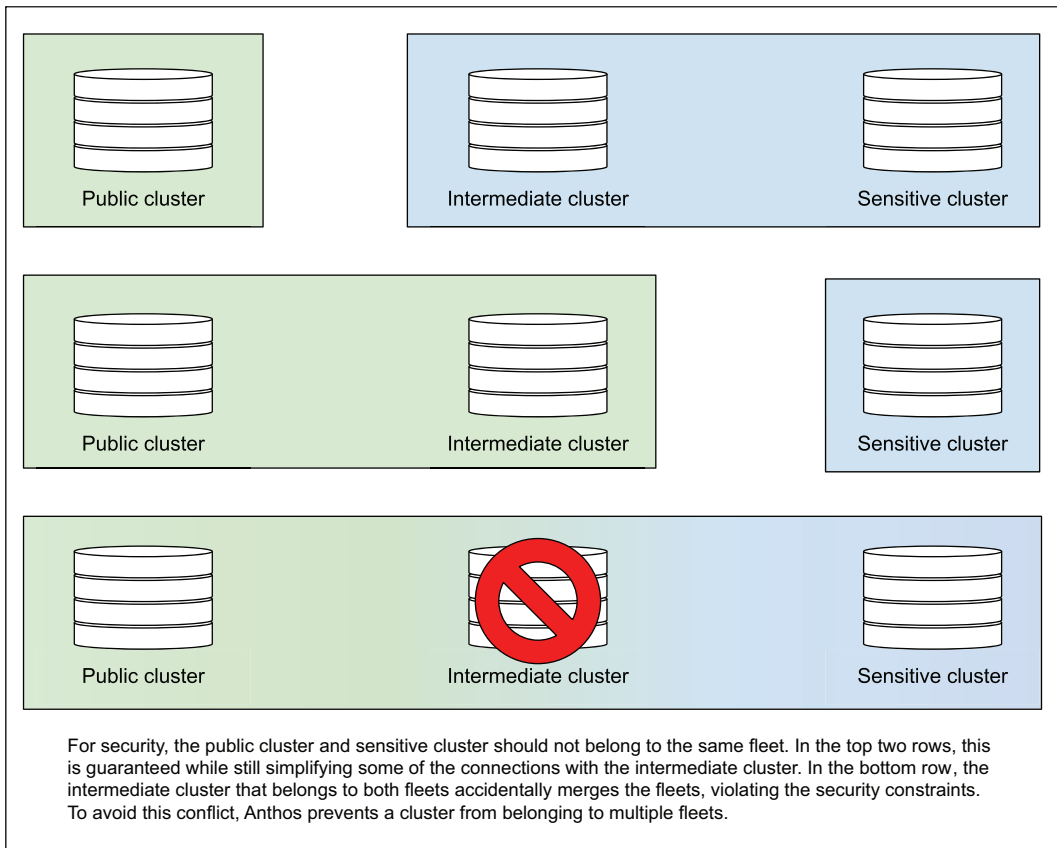 Public cluster
Intermediate cluster
Sensitive cluster
Public cluster
Intermediate cluster
Sensitive cluster
Public cluster
Intermediate cluster
Sensitive cluster
For security, the public cluster and sensitive cluster should not belong to the same fleet. In the top two rows, this
is guaranteed while still simplifying some of the connections with the intermediate cluster. In the bottom row, the
intermediate cluster that belongs to both fleets accidentally merges the fleets, violating the security constraints.
To avoid this conflict, Anthos prevents a cluster from belonging to multiple fleets.